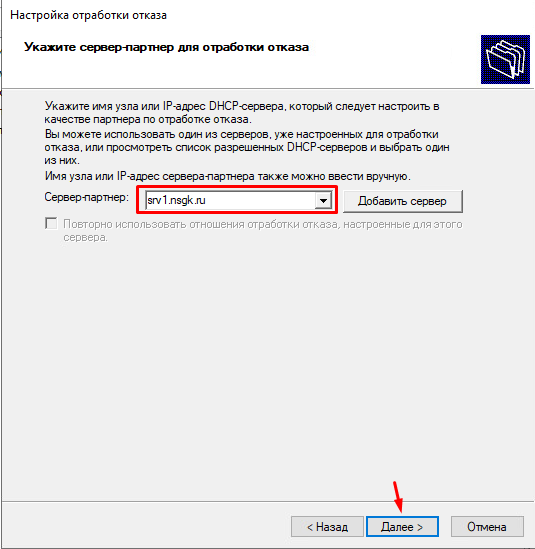 Настройка отработки отказа
Укажите сервер-партнер для отработки отказа
Укажите имя узла или IP-адрес DHCP-сервера, который следует настроить в
качестве партнера по отработке отказа.
Вы можете использовать один из серверов, уже настроенных для отработки
отказа, или просмотреть список разрешенных DHCP-серверов и выбрать один
из них.
Имя узла или IP-адрес сервера-партнера также можно ввести вручную.
Сервер-партнер: srv1.nsgk.ru Добавить сервер
Повторно использовать отношения отработки отказа, настроенные для этого
сервера.
< Назад Далее > Отмена